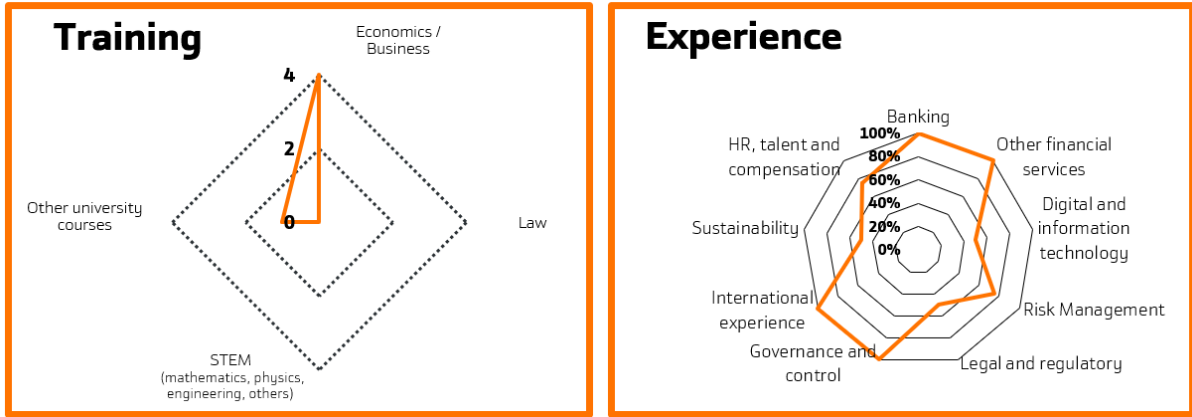 Training
Economics /
Business
4
2
0
Other university
courses
Law
STEM
(mathematics, physics,
engineering, others)
Experience
Banking
100%
80%
60%
40%
20%
0%
HR, talent and
compensation
Other financial
services
Sustainability
Digital and
information
technology
International
experience
Risk Management
Governance and
control
Legal and regulatory